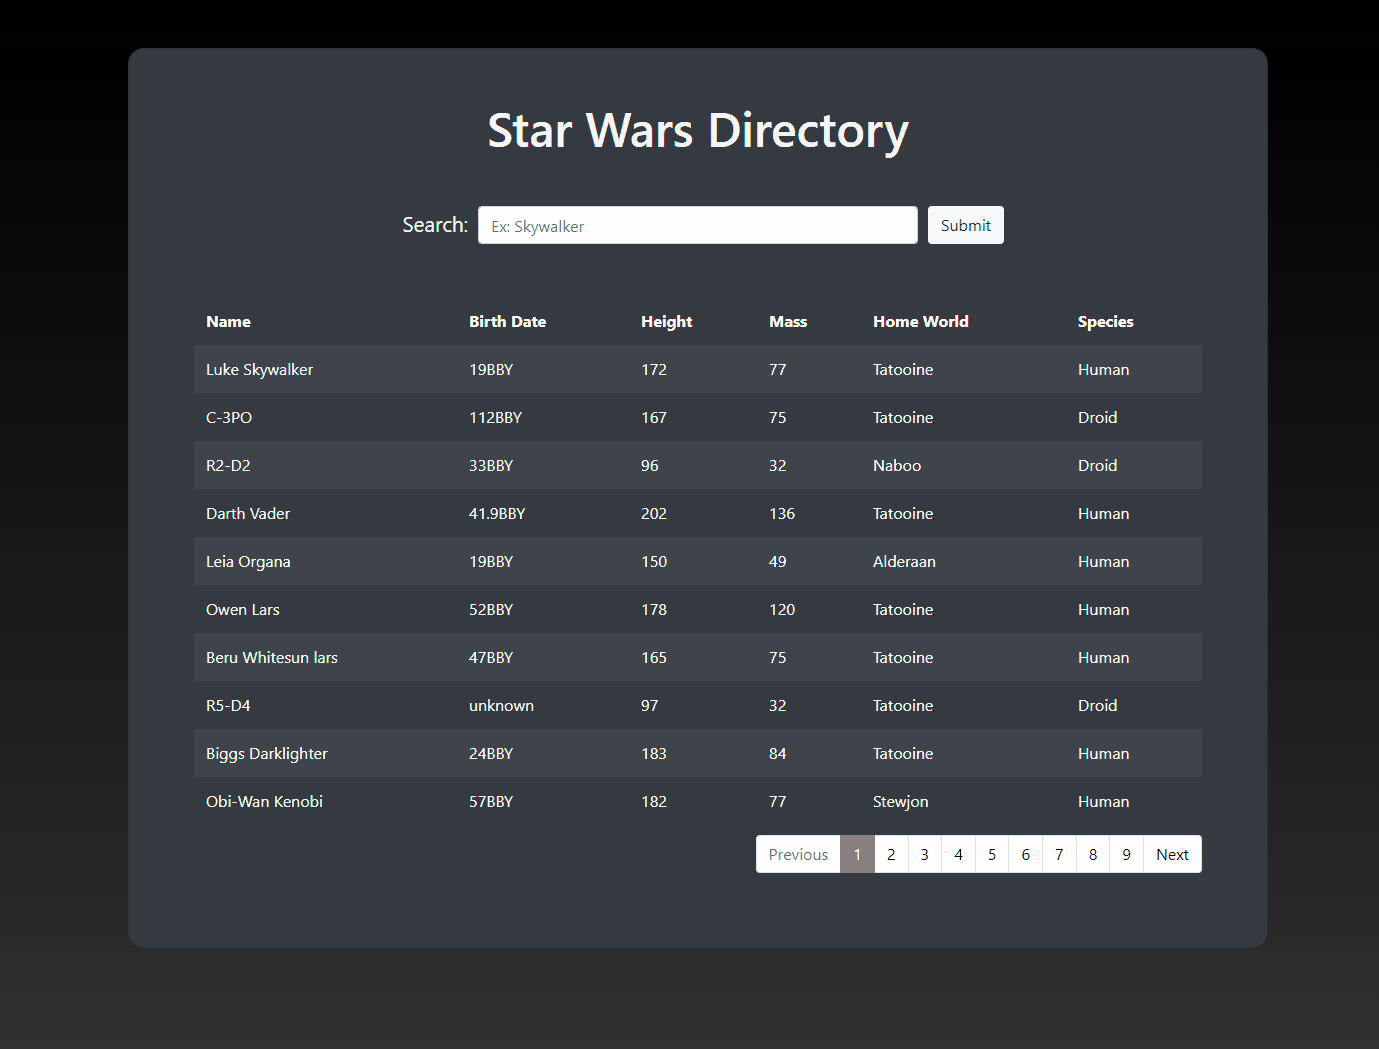 Star Wars Directory
Search: Ex: Skywalker Submit
Name Birth Date Height Mass Home World Species
Luke Skywalker 19BBY 172 77 Tatooine Human
C-3PO 112BBY 167 75 Tatooine Droid
R2-D2 33BBY 96 32 Naboo Droid
Darth Vader 41.9BBY 202 136 Tatooine Human
Leia Organa 19BBY 150 49 Alderaan Human
Owen Lars 52BBY 178 120 Tatooine Human
Beru Whitesun lars 47BBY 165 75 Tatooine Human
R5-D4 unknown 97 32 Tatooine Droid
Biggs Darklighter 24BBY 183 84 Tatooine Human
Obi-Wan Kenobi 57BBY 182 77 Stewjon Human
Previous 1 2 3 4 5 6 7 8 9 Next